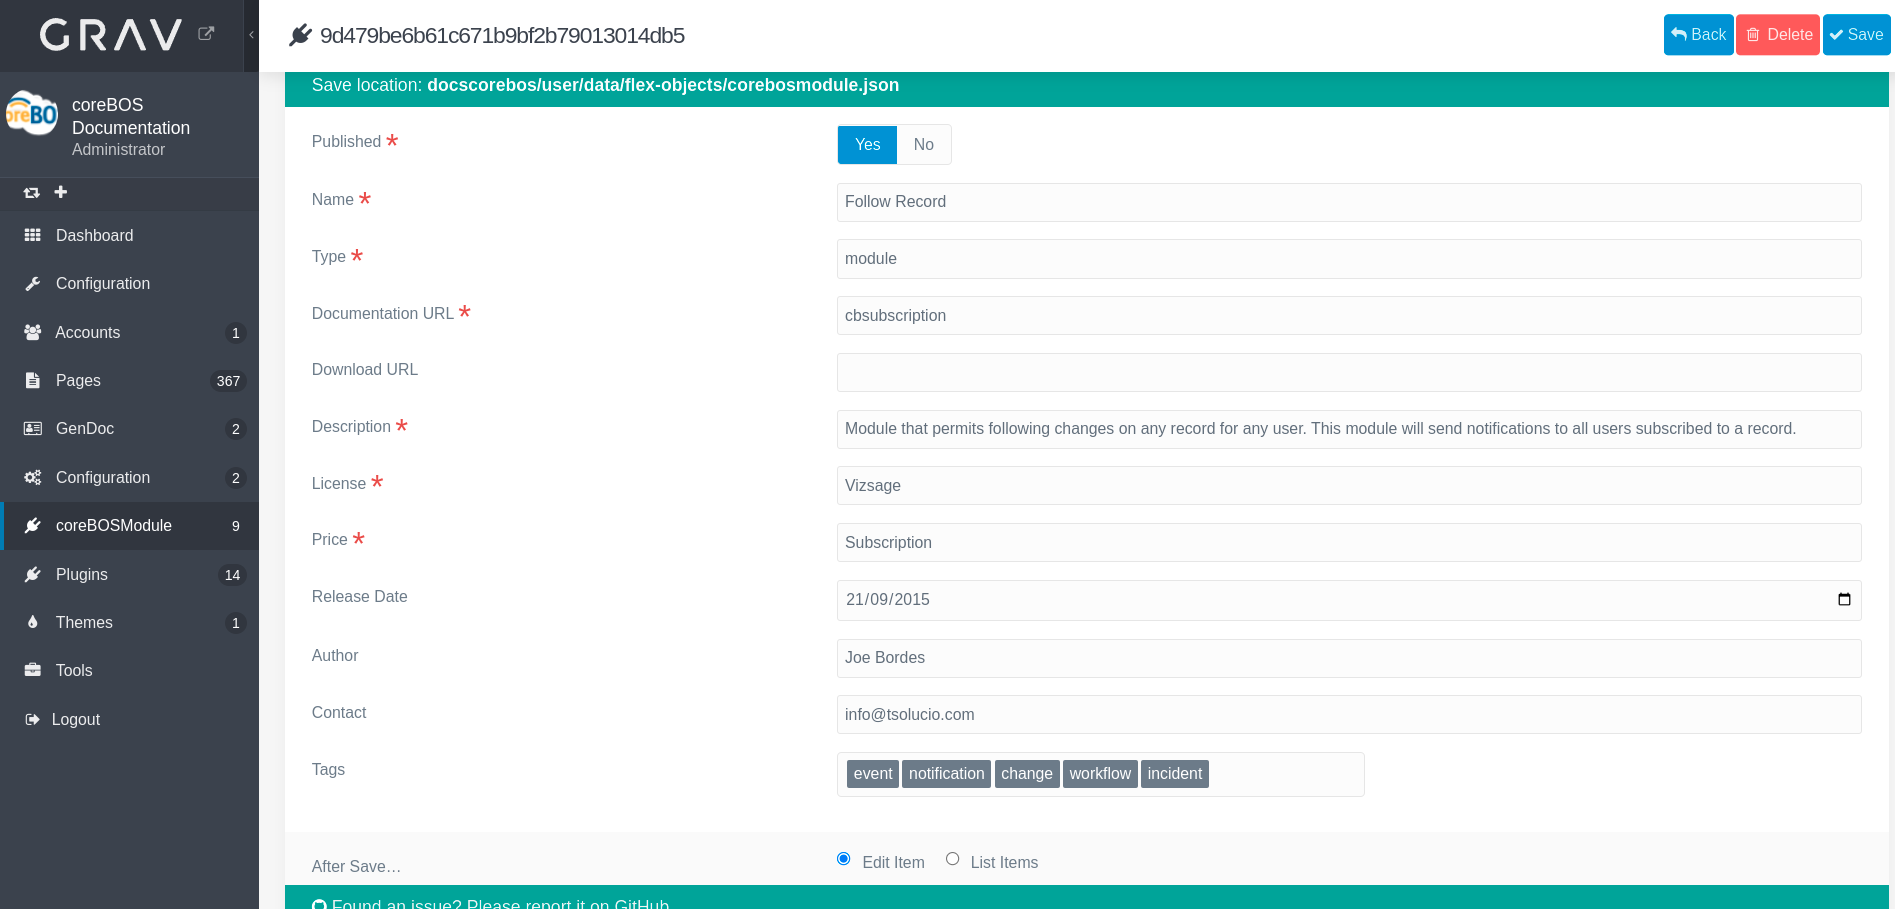 GRAV
9d479be6b61c671b9bf2b79013014db5
Back
Delete
Save
coreBOS
Documentation
Administrator
oreBO
Dashboard
Configuration
Accounts 1
Pages 367
GenDoc 2
Configuration 2
coreBOSModule 9
Plugins 14
Themes 1
Tools
Logout
Save location: docscorebos/user/data/flex-objects/corebosmodule.json
Published * Yes No
Name * Follow Record
Type * module
Documentation URL * cbsubscription
Download URL
Description * Module that permits following changes on any record for any user. This module will send notifications to all users subscribed to a record.
License * Vizsage
Price * Subscription
Release Date 21/09/2015
Author Joe Bordes
Contact info@tsolucio.com
Tags event notification change workflow incident
After Save… Edit Item List Items
Found an issue? Please report it on GitHub